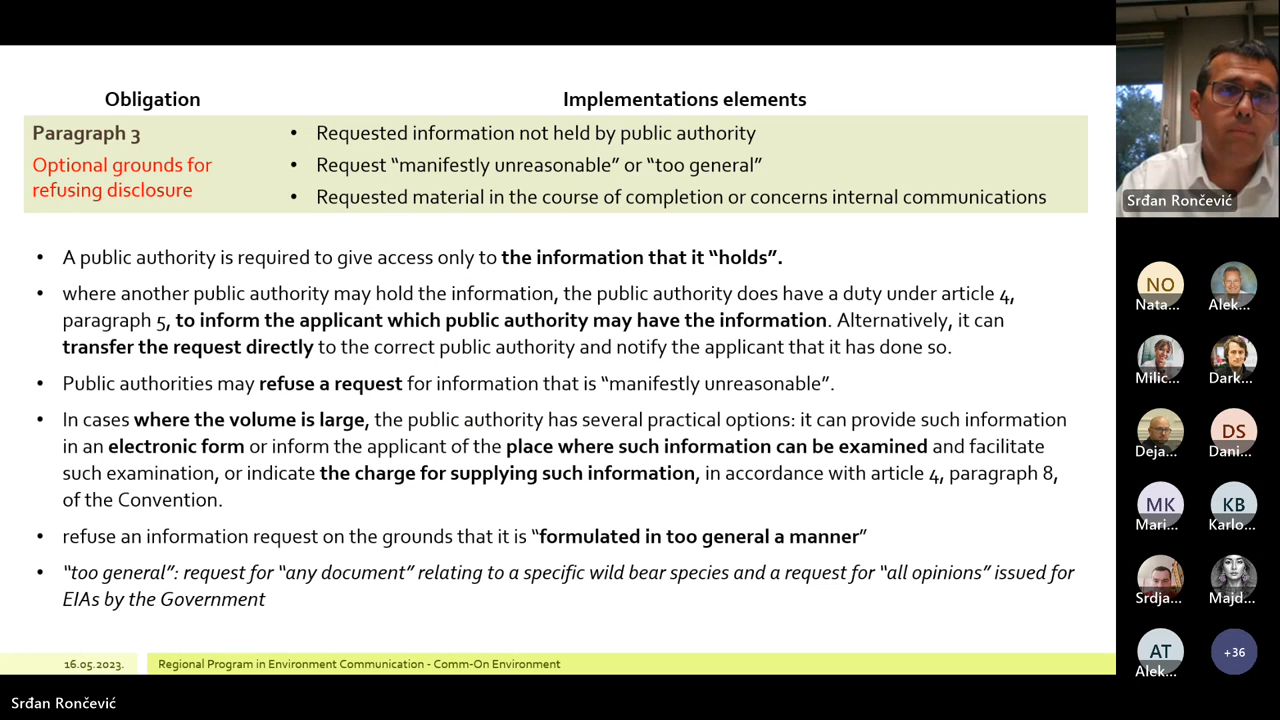 Obligation
Implementations elements
Paragraph 3
Optional grounds for
refusing disclosure
• Requested information not held by public authority
• Request “manifestly unreasonable” or “too general”
• Requested material in the course of completion or concerns internal communications
• A public authority is required to give access only to the information that it “holds”.
• where another public authority may hold the information, the public authority does have a duty under article 4,
paragraph 5, to inform the applicant which public authority may have the information. Alternatively, it can
transfer the request directly to the correct public authority and notify the applicant that it has done so.
• Public authorities may refuse a request for information that is “manifestly unreasonable”.
• In cases where the volume is large, the public authority has several practical options: it can provide such information
in an electronic form or inform the applicant of the place where such information can be examined and facilitate
such examination, or indicate the charge for supplying such information, in accordance with article 4, paragraph 8,
of the Convention.
• refuse an information request on the grounds that it is “formulated in too general a manner”
• “too general”: request for “any document” relating to a specific wild bear species and a request for “all opinions” issued for
EIAs by the Government
16.05.2023.
Regional Program in Environment Communication - Comm-On Environment
Srđan Rončević
Srđan Rončević
NO
Nata...
Alek...
Milic...
Dark...
Deja...
DS
Dani...
MK
Mari...
KB
Karlo...
Srdja...
Majd...
AT
Alek...
+36